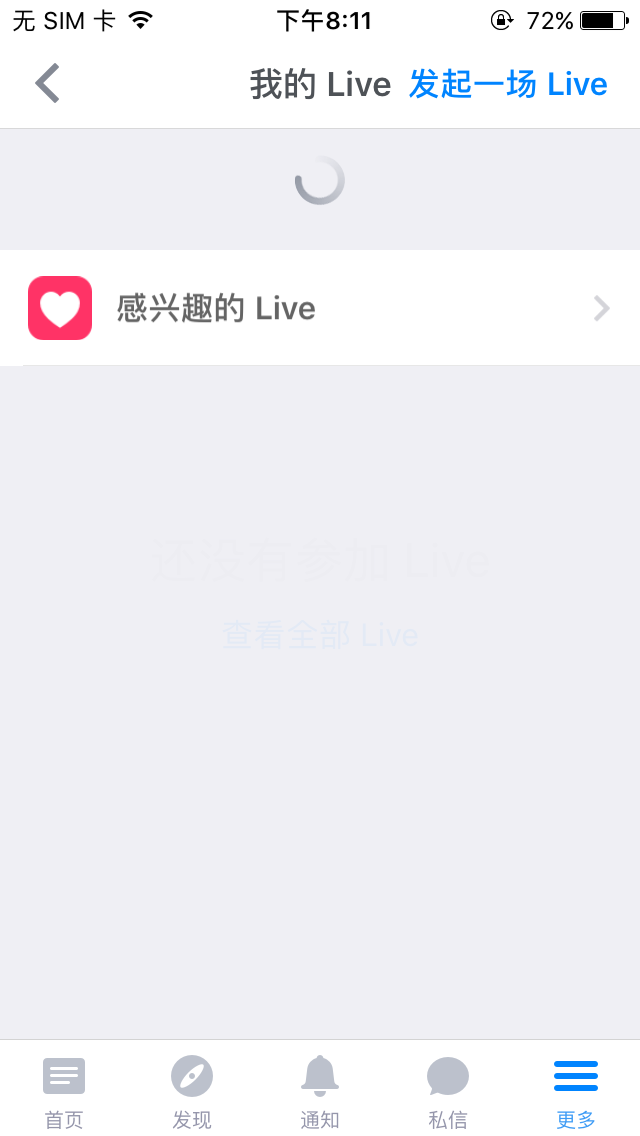 无 SIM 卡 下午8:11 72%
我的 Live 发起一场 Live
感兴趣的 Live
还没有参加 Live
查看全部 Live
首页 发现 通知 私信 更多